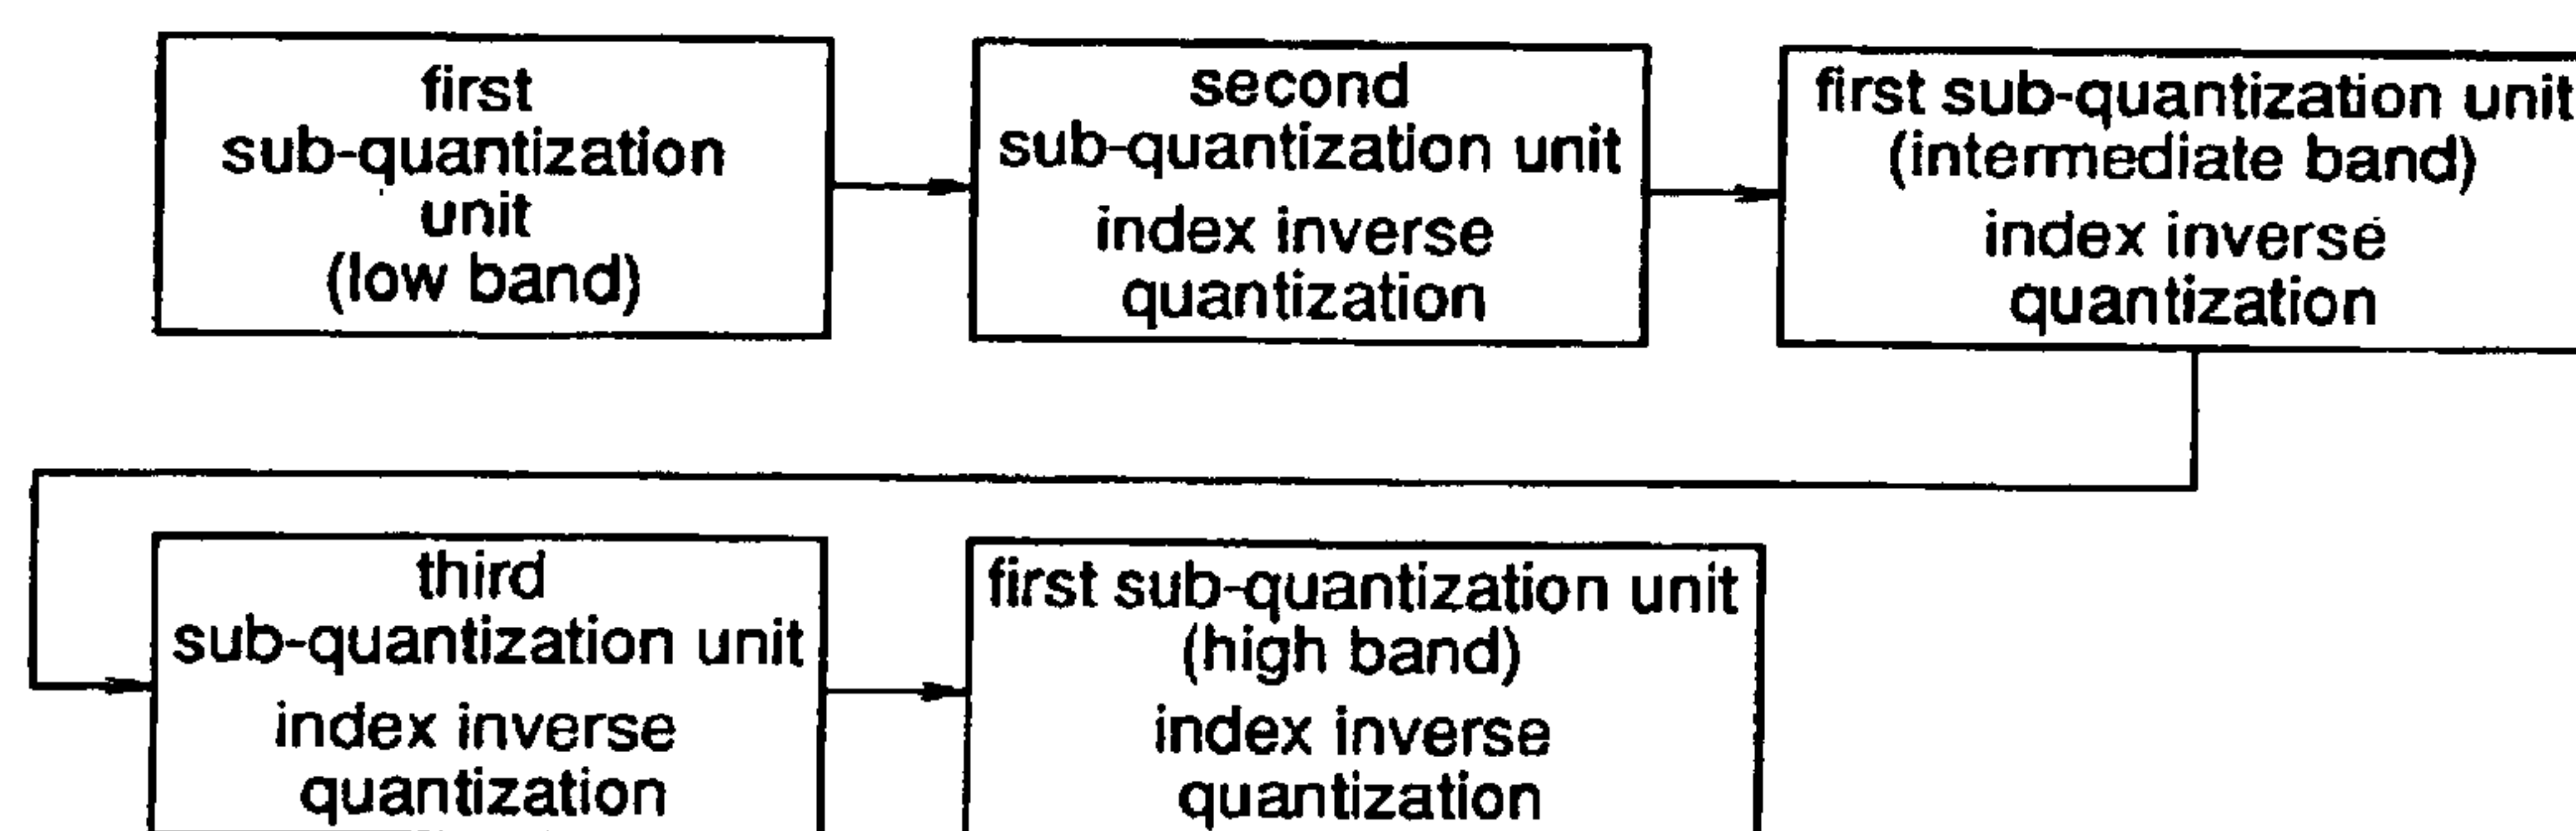 first
sub-quantization
unit
(low band)
second
sub-quantization unit
index inverse
quantization
first sub-quantization unit
(intermediate band)
index inverse
quantization
third
sub-quantization unit
index inverse
quantization
first sub-quantization unit
(high band)
index inverse
quantization